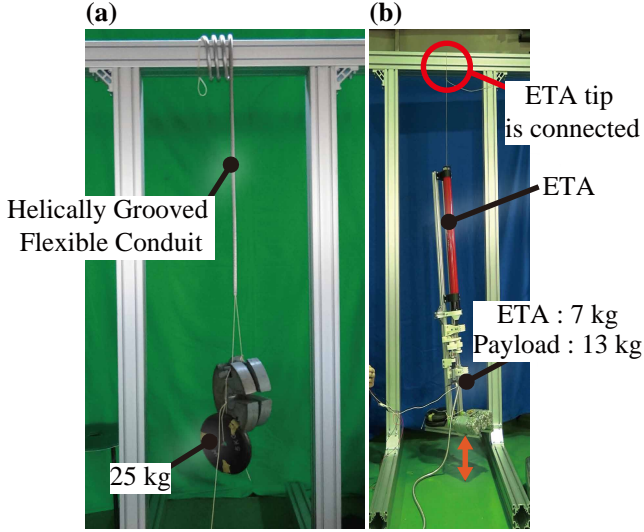 (a)
(b)
ETA tip
is connected
ETA
Helically Grooved
Flexible Conduit
ETA : 7 kg
Payload : 13 kg
25 kg